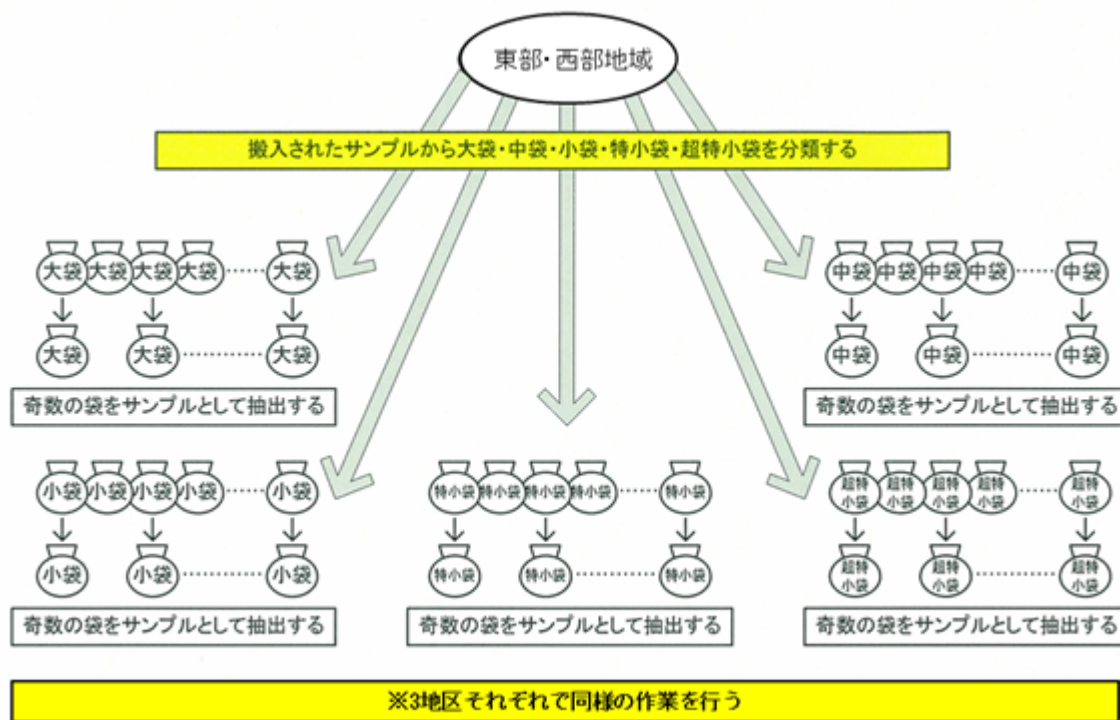 東部・西部地域
搬入されたサンプルから大袋・中袋・小袋・特小袋・超特小袋を分類する
大袋 大袋 大袋 大袋 …… 大袋
大袋 大袋 ………… 大袋
奇数の袋をサンプルとして抽出する
中袋 中袋 中袋 中袋 …… 中袋
中袋 中袋 ………… 中袋
奇数の袋をサンプルとして抽出する
小袋 小袋 小袋 小袋 …… 小袋
小袋 小袋 ………… 小袋
奇数の袋をサンプルとして抽出する
特小袋 特小袋 特小袋 特小袋 …… 特小袋
特小袋 特小袋 ………… 特小袋
奇数の袋をサンプルとして抽出する
超特小袋 超特小袋 超特小袋 超特小袋 …… 超特小袋
超特小袋 超特小袋 ………… 超特小袋
奇数の袋をサンプルとして抽出する
※3地区それぞれで同様の作業を行う